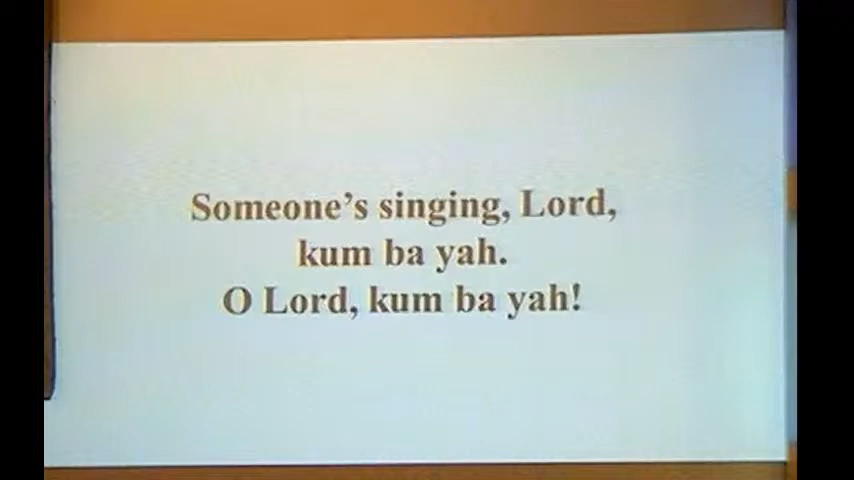 Someone’s singing, Lord,
kum ba yah.
O Lord, kum ba yah!